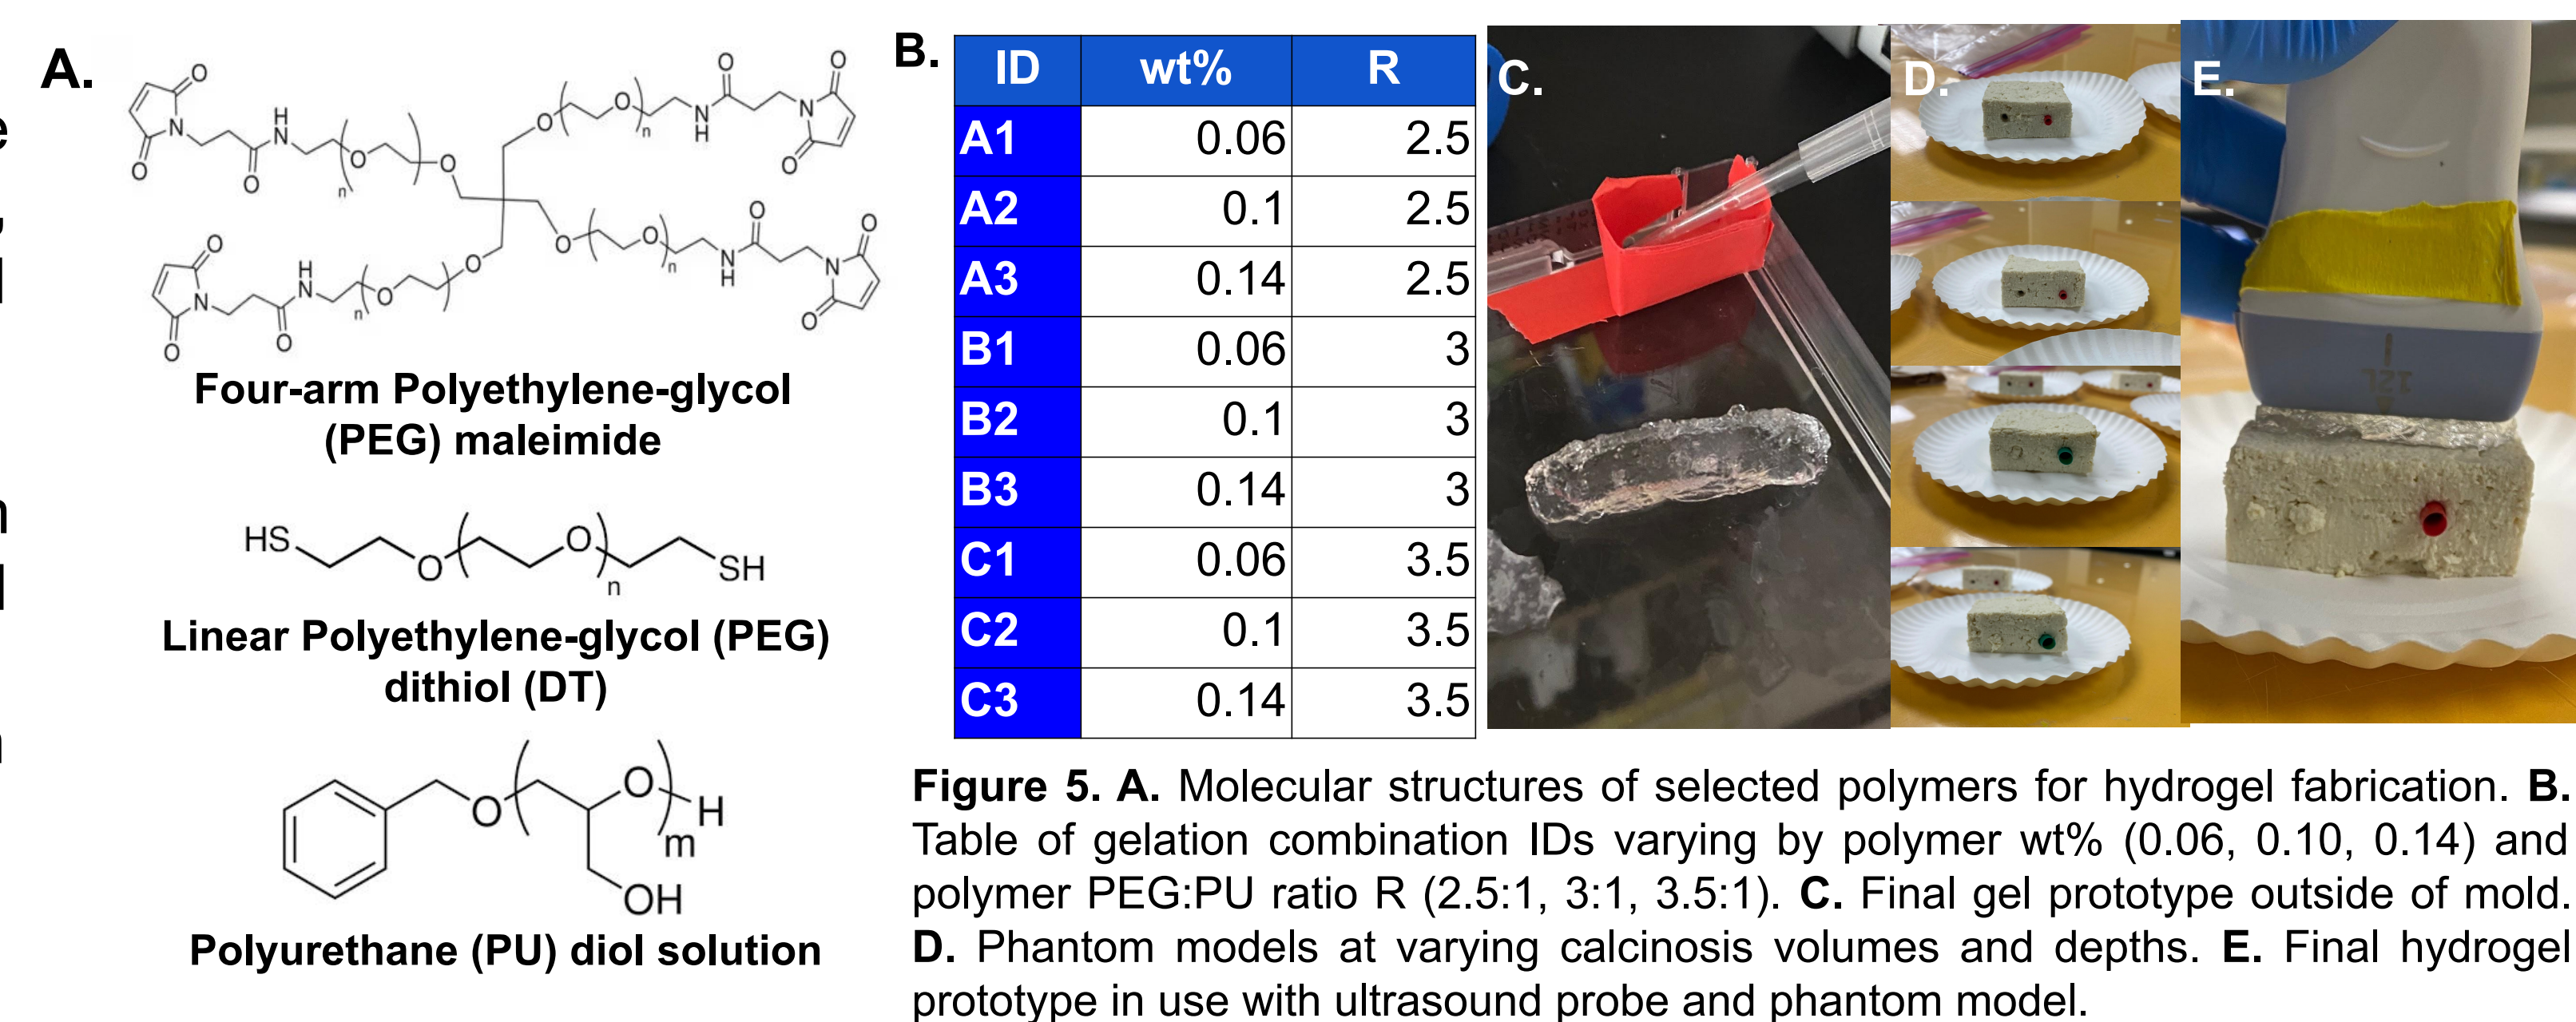 A.
O
O
N
O
H
N
O
n
O
O
O
n
N
H
O
N
O
O
O
O
N
O
H
N
O
n
O
O
O
n
N
H
O
N
O
O
Four-arm Polyethylene-glycol
(PEG) maleimide
HS
O
O
n
SH
Linear Polyethylene-glycol (PEG)
dithiol (DT)
O
O
H
m
OH
Polyurethane (PU) diol solution
B.
ID wt% R
A1 0.06 2.5
A2 0.1 2.5
A3 0.14 2.5
B1 0.06 3
B2 0.1 3
B3 0.14 3
C1 0.06 3.5
C2 0.1 3.5
C3 0.14 3.5
C.
D.
E.
12L
Figure 5. A. Molecular structures of selected polymers for hydrogel fabrication. B.
Table of gelation combination IDs varying by polymer wt% (0.06, 0.10, 0.14) and
polymer PEG:PU ratio R (2.5:1, 3:1, 3.5:1). C. Final gel prototype outside of mold.
D. Phantom models at varying calcinosis volumes and depths. E. Final hydrogel
prototype in use with ultrasound probe and phantom model.